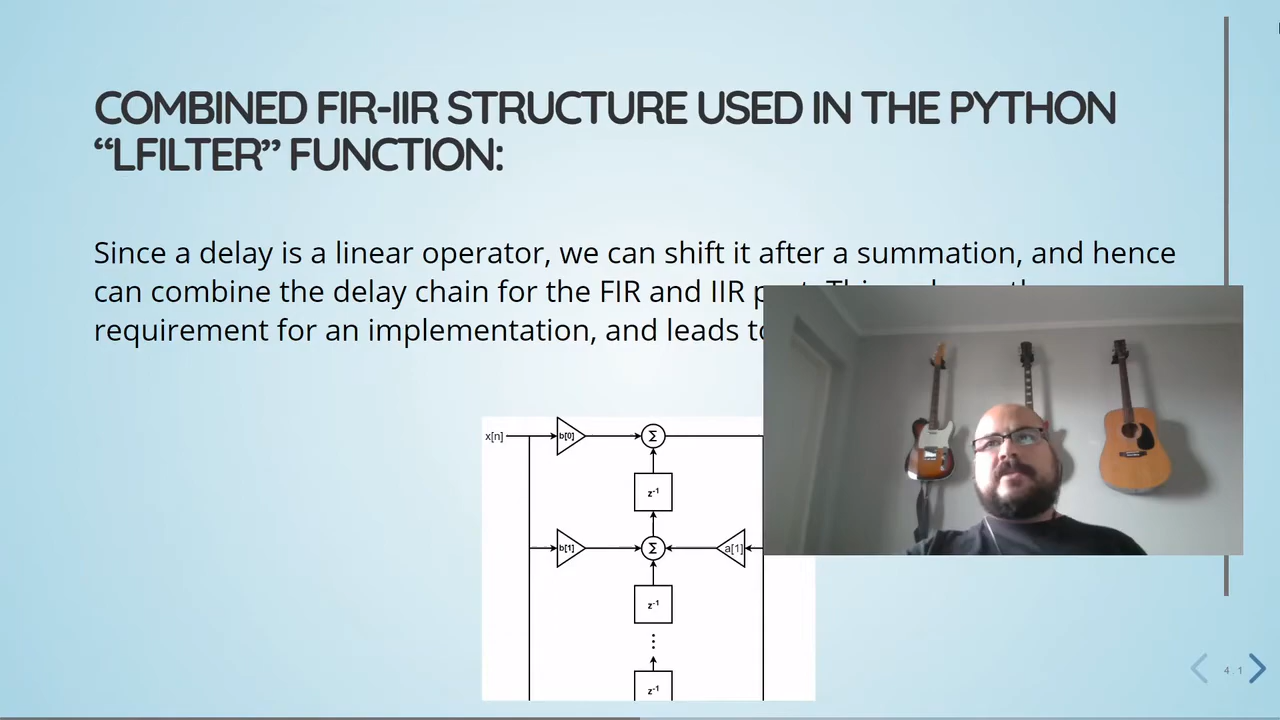 COMBINED FIR-IIR STRUCTURE USED IN THE PYTHON
“LFILTER” FUNCTION:
Since a delay is a linear operator, we can shift it after a summation, and hence
can combine the delay chain for the FIR and IIR
requirement for an implementation, and leads
x[n]
b[0]
Σ
z⁻¹
b[1]
Σ
a[1]
z⁻¹
z⁻¹
4.1